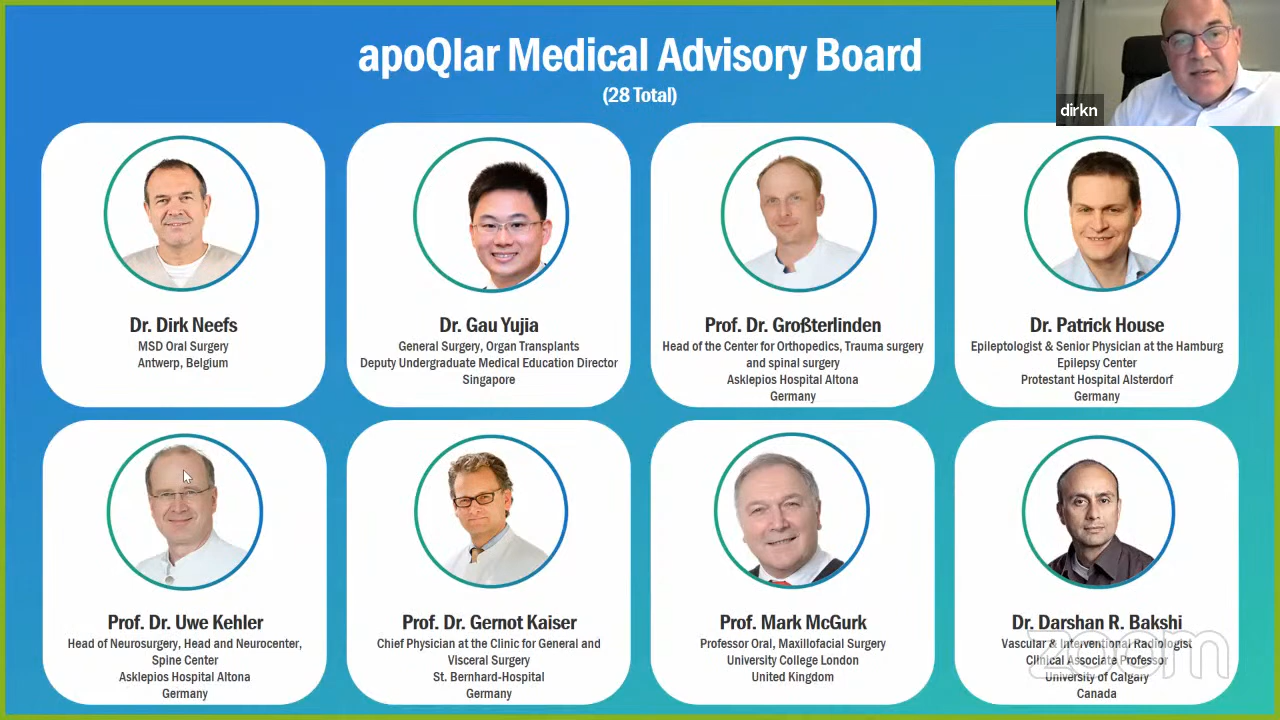 apoQlar Medical Advisory Board
(28 Total)
dirkn
Dr. Dirk Neefs
MSD Oral Surgery
Antwerp, Belgium
Dr. Gau Yujia
General Surgery, Organ Transplants
Deputy Undergraduate Medical Education Director
Singapore
Prof. Dr. Großterlinden
Head of the Center for Orthopedics, Trauma surgery
and spinal surgery
Asklepios Hospital Altona
Germany
Dr. Patrick House
Epileptologist & Senior Physician at the Hamburg
Epilepsy Center
Protestant Hospital Alsterdorf
Germany
Prof. Dr. Uwe Kehler
Head of Neurosurgery, Head and Neurocenter,
Spine Center
Asklepios Hospital Altona
Germany
Prof. Dr. Gernot Kaiser
Chief Physician at the Clinic for General and
Visceral Surgery
St. Bernhard-Hospital
Germany
Prof. Mark McGurk
Professor Oral, Maxillofacial Surgery
University College London
United Kingdom
Dr. Darshan R. Bakshi
Vascular & Interventional Radiologist
Clinical Associate Professor
University of Calgary
Canada
zoom